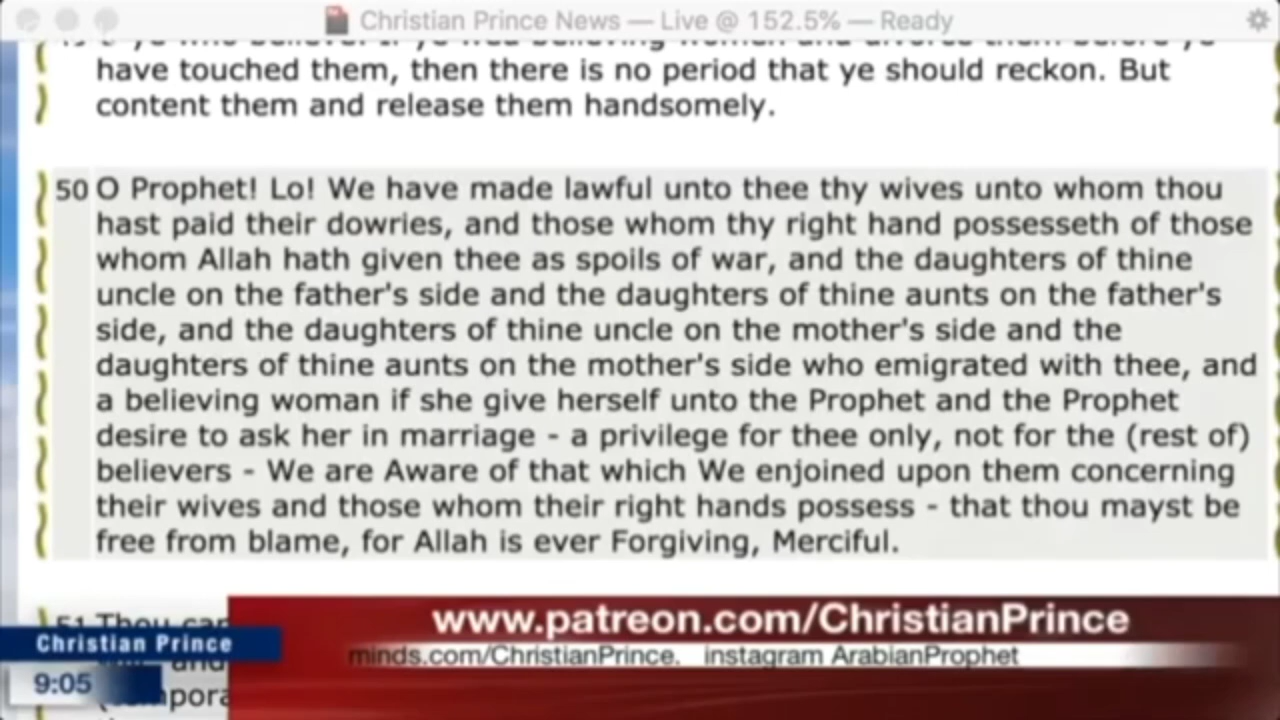 Christian Prince News — Live @ 152.5% — Ready
have touched them, then there is no period that ye should reckon. But
content them and release them handsomely.
50 O Prophet! Lo! We have made lawful unto thee thy wives unto whom thou
hast paid their dowries, and those whom thy right hand possesseth of those
whom Allah hath given thee as spoils of war, and the daughters of thine
uncle on the father's side and the daughters of thine aunts on the father's
side, and the daughters of thine uncle on the mother's side and the
daughters of thine aunts on the mother's side who emigrated with thee, and
a believing woman if she give herself unto the Prophet and the Prophet
desire to ask her in marriage - a privilege for thee only, not for the (rest of)
believers - We are Aware of that which We enjoined upon them concerning
their wives and those whom their right hands possess - that thou mayst be
free from blame, for Allah is ever Forgiving, Merciful.
51 Thou can
www.patreon.com/ChristianPrince
Christian Prince
minds.com/ChristianPrince. instagram ArabianProphet
and
9:05